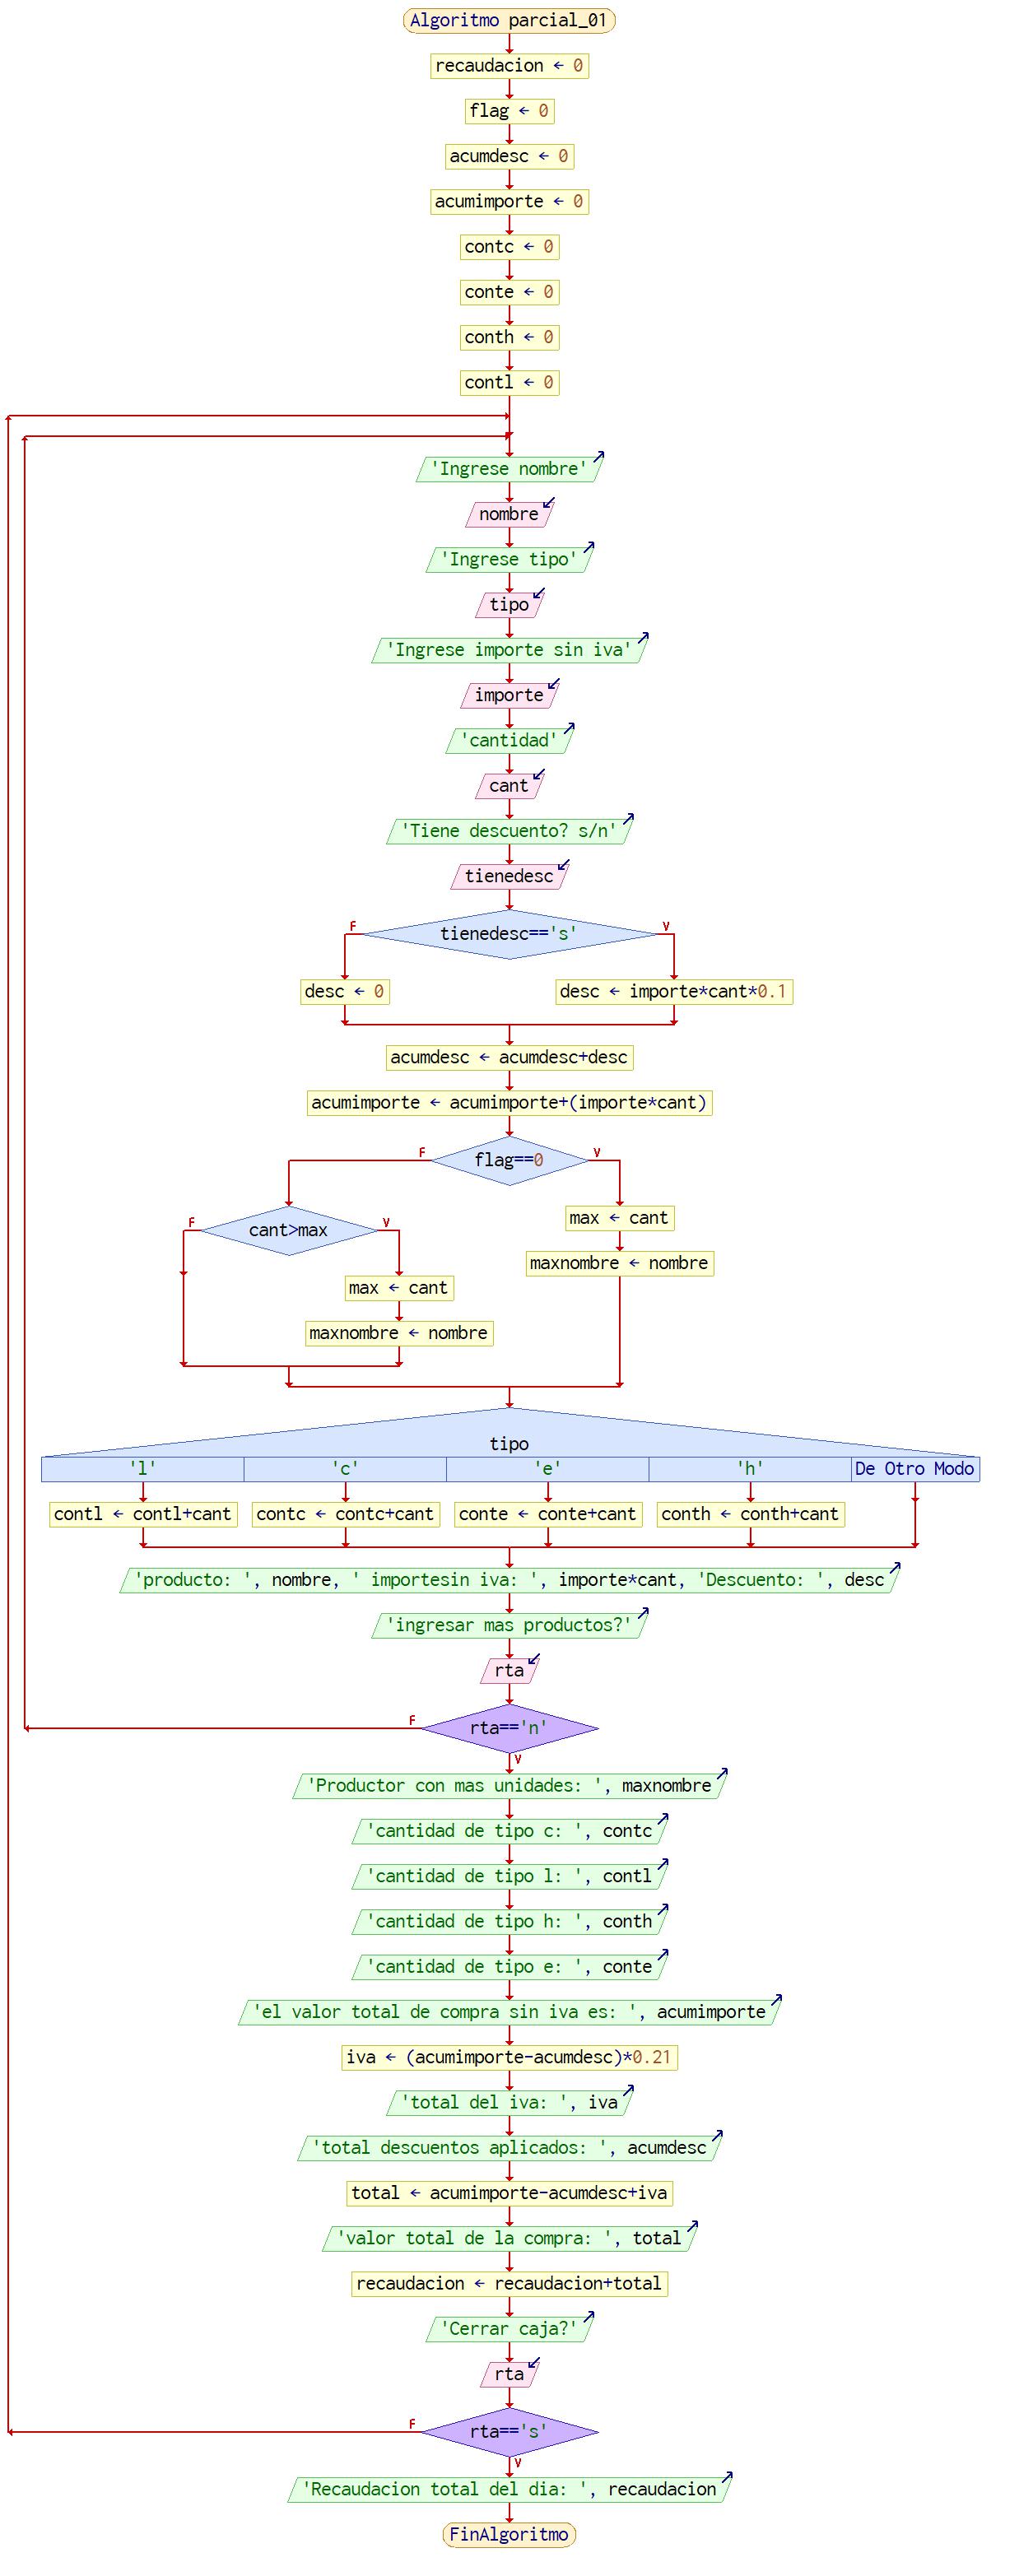 Algoritmo parcial_01
recaudacion ← 0
flag ← 0
acumdesc ← 0
acumimporte ← 0
contc ← 0
conte ← 0
conth ← 0
contl ← 0
'Ingrese nombre'
nombre
'Ingrese tipo'
tipo
'Ingrese importe sin iva'
importe
'cantidad'
cant
'Tiene descuento? s/n'
tienedesc
F tienedesc=='s' V
desc ← 0 desc ← importe*cant*0.1
acumdesc ← acumdesc+desc
acumimporte ← acumimporte+(importe*cant)
F flag==0 V
F cant>max V max ← cant
maxnombre ← nombre
max ← cant
maxnombre ← nombre
tipo
'l' 'c' 'e' 'h' De Otro Modo
contl ← contl+cant contc ← contc+cant conte ← conte+cant conth ← conth+cant
'producto: ', nombre, ' importesin iva: ', importe*cant, 'Descuento: ', desc
'ingresar mas productos?'
rta
F rta=='n'
V
'Productor con mas unidades: ', maxnombre
'cantidad de tipo c: ', contc
'cantidad de tipo l: ', contl
'cantidad de tipo h: ', conth
'cantidad de tipo e: ', conte
'el valor total de compra sin iva es: ', acumimporte
iva ← (acumimporte-acumdesc)*0.21
'total del iva: ', iva
'total descuentos aplicados: ', acumdesc
total ← acumimporte-acumdesc+iva
'valor total de la compra: ', total
recaudacion ← recaudacion+total
'Cerrar caja?'
rta
F rta=='s'
V
'Recaudacion total del dia: ', recaudacion
FinAlgoritmo